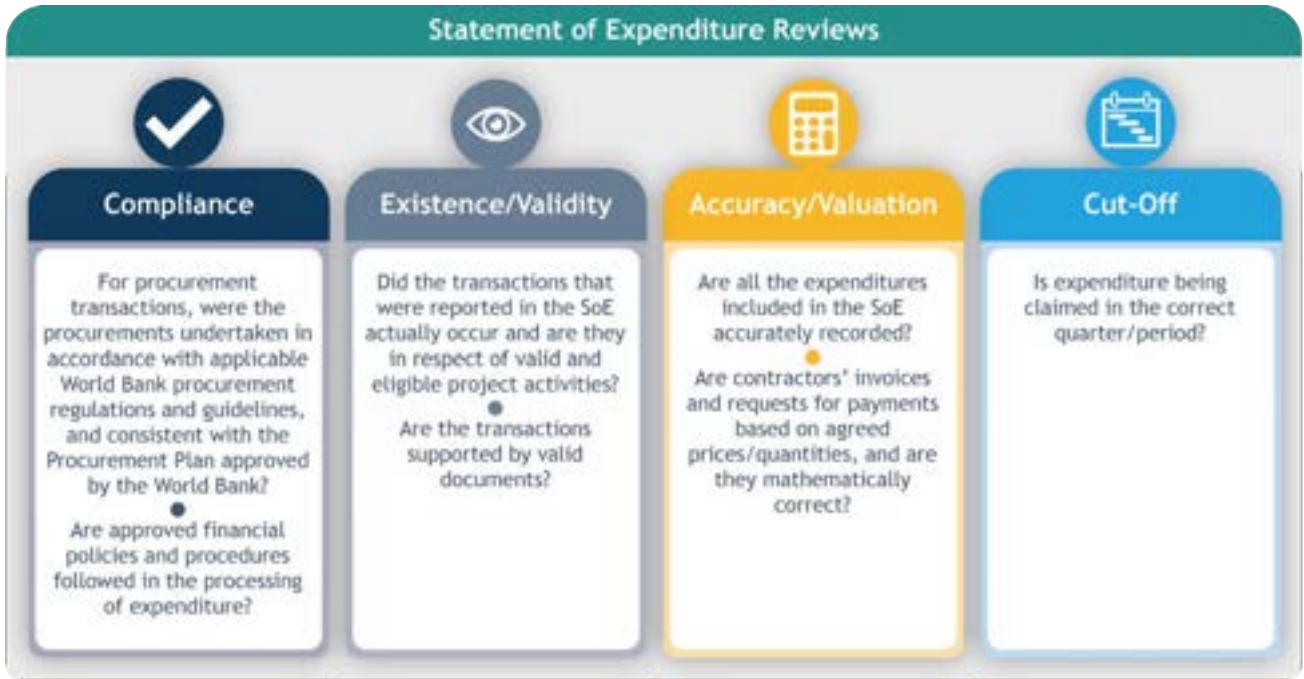 Statement of Expenditure Reviews
Compliance
For procurement
transactions, were the
procurements undertaken in
accordance with applicable
World Bank procurement
regulations and guidelines,
and consistent with the
Procurement Plan approved
by the World Bank?
Are approved financial
policies and procedures
followed in the processing
of expenditure?
Existence/Validity
Did the transactions that
were reported in the SoE
actually occur and are they
in respect of valid and
eligible project activities?
Are the transactions
supported by valid
documents?
Accuracy/Valuation
Are all the expenditures
included in the SoE
accurately recorded?
Are contractors' invoices
and requests for payments
based on agreed
prices/quantities, and are
they mathematically
correct?
Cut-Off
Is expenditure being
claimed in the correct
quarter/period?